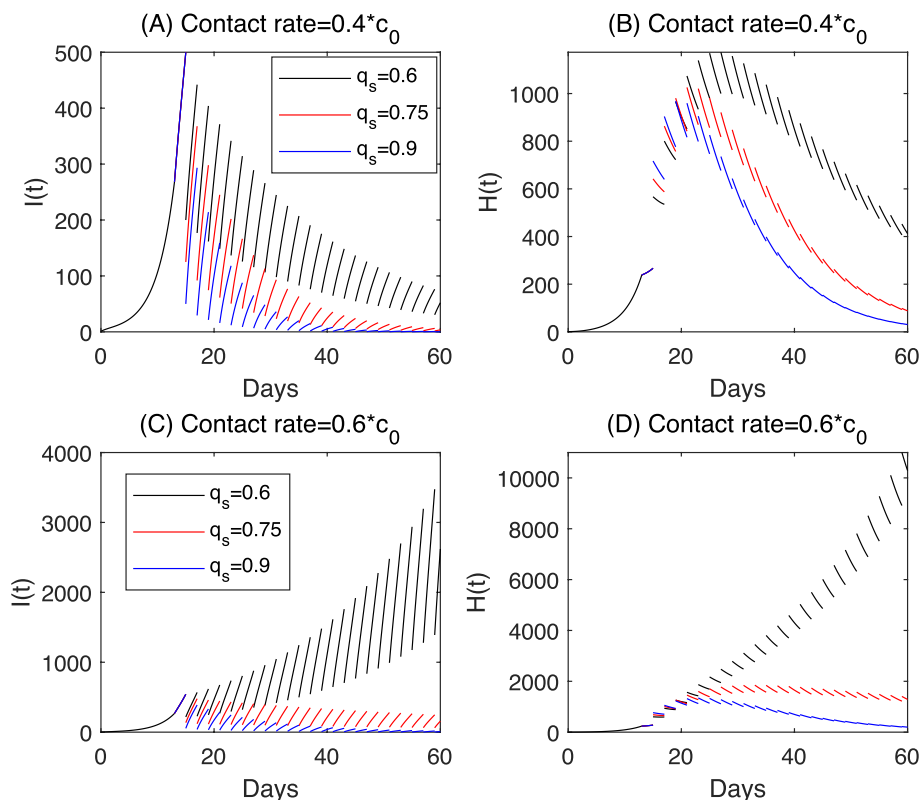 (A) Contact rate=0.4*c0
500
400
300
200
100
0
I(t)
0 20 40 60
Days
qs=0.6
qs=0.75
qs=0.9
(B) Contact rate=0.4*c0
1000
800
600
400
200
0
H(t)
0 20 40 60
Days
(C) Contact rate=0.6*c0
4000
3000
2000
1000
0
I(t)
0 20 40 60
Days
qs=0.6
qs=0.75
qs=0.9
(D) Contact rate=0.6*c0
10000
8000
6000
4000
2000
0
H(t)
0 20 40 60
Days